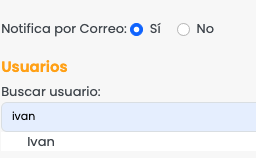 Notifica por Correo: Sí No
Usuarios
Buscar usuario:
ivan
Ivan